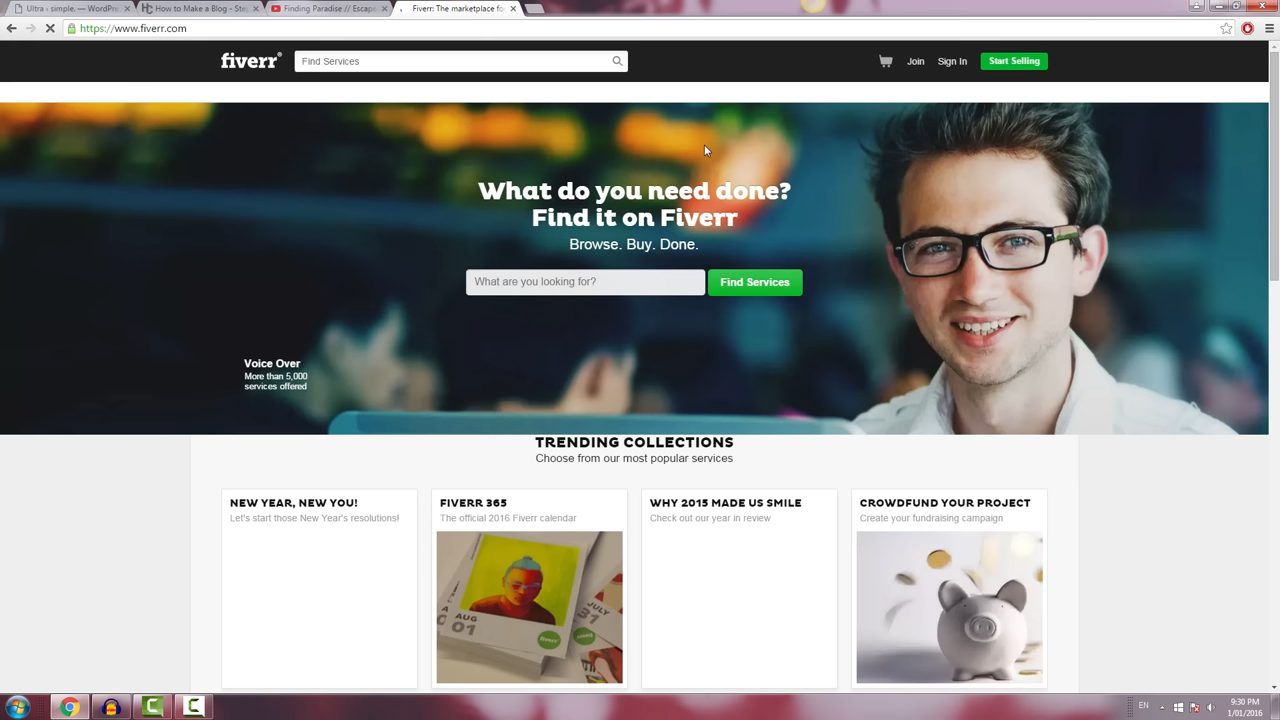 Ultra ‹ simple. — WordPre
How to Make a Blog - Ste
Finding Paradise // Escape
Fiverr: The marketplace fo
https://www.fiverr.com
fiverr®
Find Services
Join
Sign In
Start Selling
What do you need done?
Find it on Fiverr
Browse. Buy. Done.
What are you looking for?
Find Services
Voice Over
More than 5,000
services offered
TRENDING COLLECTIONS
Choose from our most popular services
NEW YEAR, NEW YOU!
Let's start those New Year's resolutions!
FIVERR 365
The official 2016 Fiverr calendar
WHY 2015 MADE US SMILE
Check out our year in review
CROWDFUND YOUR PROJECT
Create your fundraising campaign
AUG
01
JULY
31
fiverr
EN
9:30 PM
1/01/2016